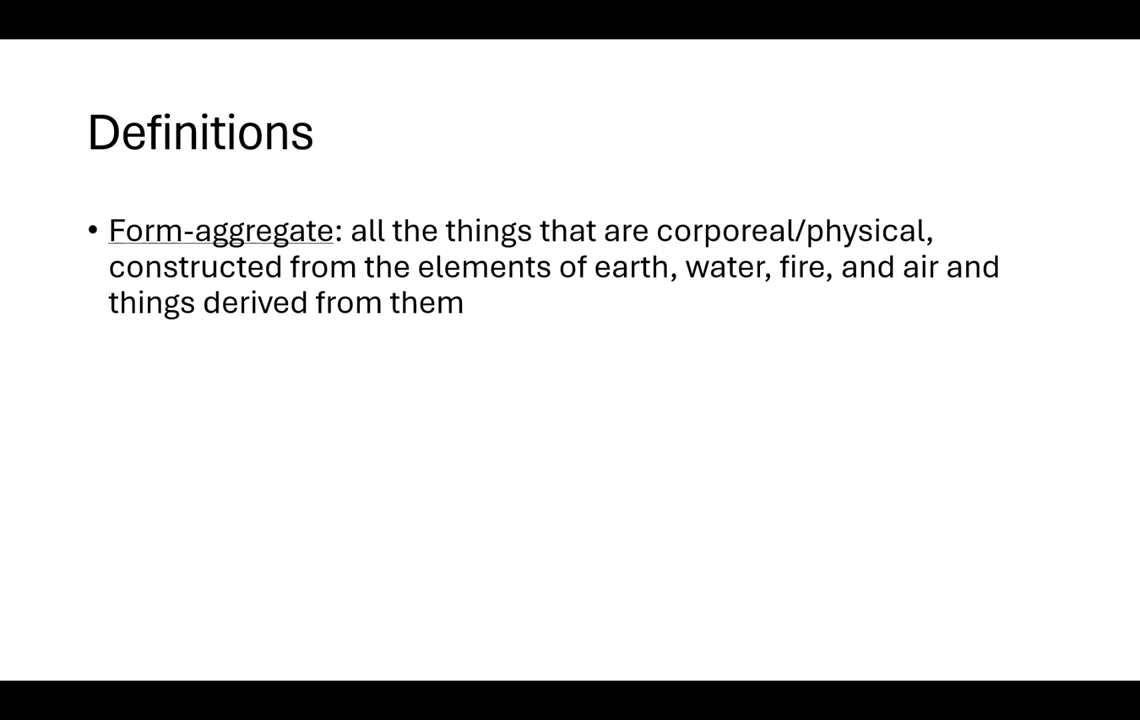 Definitions
• Form-aggregate: all the things that are corporeal/physical,
constructed from the elements of earth, water, fire, and air and
things derived from them